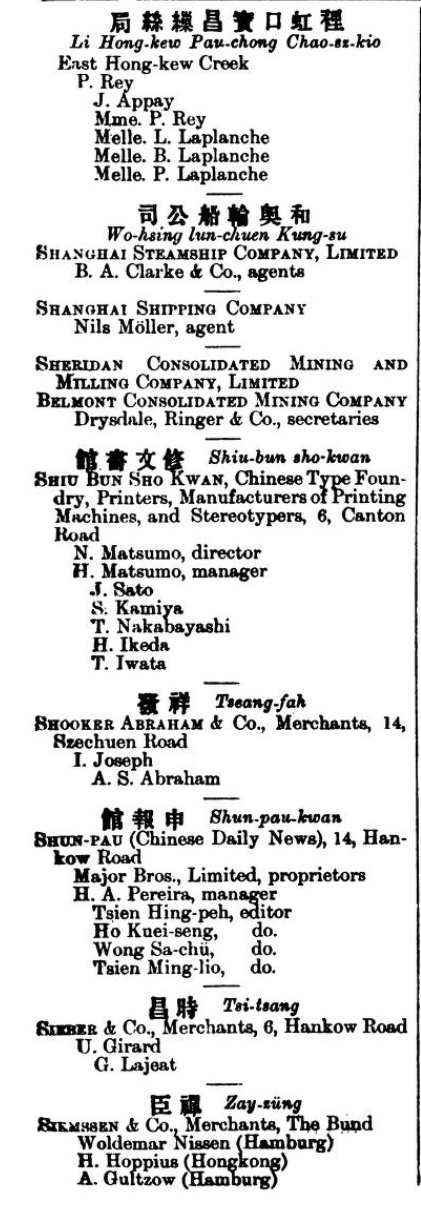 局絲繅昌寶口虹裡
Li Hong-kew Pau-chong Chao-sz-kio
East Hong-kew Creek
P. Rey
J. Appay
Mme. P. Rey
Melle. L. Laplanche
Melle. B. Laplanche
Melle. P. Laplanche
司公船輪興和
Wo-hsing lun-chuen Kung-su
SHANGHAI STEAMSHIP COMPANY, LIMITED
B. A. Clarke & Co., agents
SHANGHAI SHIPPING COMPANY
Nils Möller, agent
SHERIDAN CONSOLIDATED MINING AND
MILLING COMPANY, LIMITED
BELMONT CONSOLIDATED MINING COMPANY
Drysdale, Ringer & Co., secretaries
館書文修 Shiu-bun sho-kwan
SHIU BUN SHO KWAN, Chinese Type Foun-
dry, Printers, Manufacturers of Printing
Machines, and Stereotypers, 6, Canton
Road
N. Matsumo, director
H. Matsumo, manager
J. Sato
S. Kamiya
T. Nakabayashi
H. Ikeda
T. Iwata
發祥 Tseang-fah
SHOOKER ABRAHAM & Co., Merchants, 14,
Szechuen Road
I. Joseph
A. S. Abraham
館報申 Shun-pau-kwan
SHUN-PAU (Chinese Daily News), 14, Han-
kow Road
Major Bros., Limited, proprietors
H. A. Pereira, manager
Tsien Hing-peh, editor
Ho Kuei-seng, do.
Wong Sa-chü, do.
Tsien Ming-lio, do.
昌時 Tsi-tsang
SIEBER & Co., Merchants, 6, Hankow Road
U. Girard
G. Lajeat
臣禪 Zay-züng
SIEMSSEN & Co., Merchants, The Bund
Woldemar Nissen (Hamburg)
H. Hoppius (Hongkong)
A. Gultzow (Hamburg)